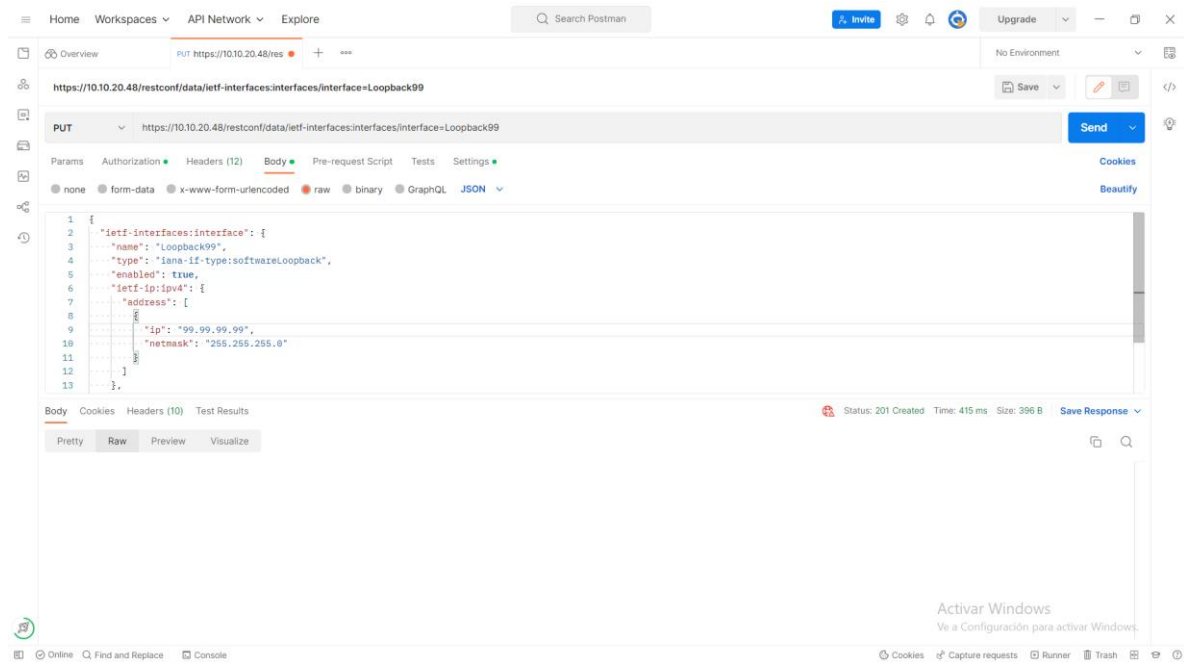 Home Workspaces API Network Explore Search Postman Invite Upgrade
Overview PUT https://10.10.20.48/res + No Environment
https://10.10.20.48/restconf/data/ietf-interfaces:interfaces/interface=Loopback99 Save </>
PUT https://10.10.20.48/restconf/data/ietf-interfaces:interfaces/interface=Loopback99 Send
Params Authorization Headers (12) Body Pre-request Script Tests Settings Cookies
none form-data x-www-form-urlencoded raw binary GraphQL JSON Beautify
1 {
2 "ietf-interfaces:interface": {
3 "name": "Loopback99",
4 "type": "iana-if-type:softwareLoopback",
5 "enabled": true,
6 "ietf-ip:ipv4": {
7 "address": [
8 {
9 "ip": "99.99.99.99",
10 "netmask": "255.255.255.0"
11 }
12 ]
13 },
Body Cookies Headers (10) Test Results Status: 201 Created Time: 415 ms Size: 396 B Save Response
Pretty Raw Preview Visualize
Activar Windows
Ve a Configuración para activar Windows.
Online Find and Replace Console Cookies Capture requests Runner Trash